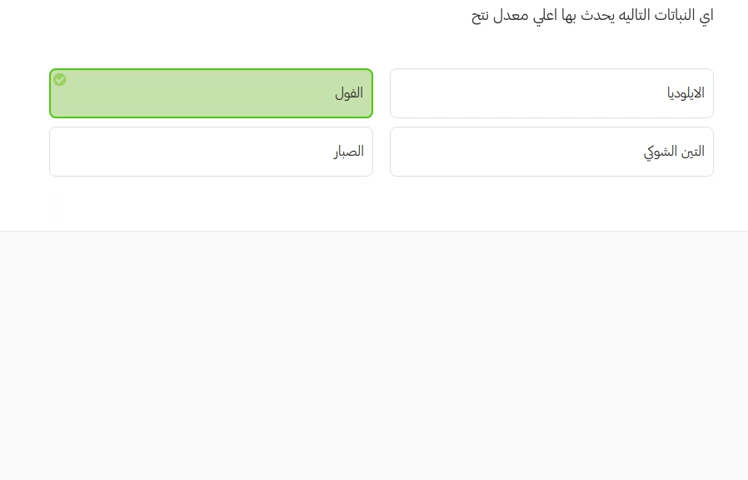 اي النباتات التاليه يحدث بها اعلي معدل نتح
الايلوديا
الفول
التين الشوكي
الصبار